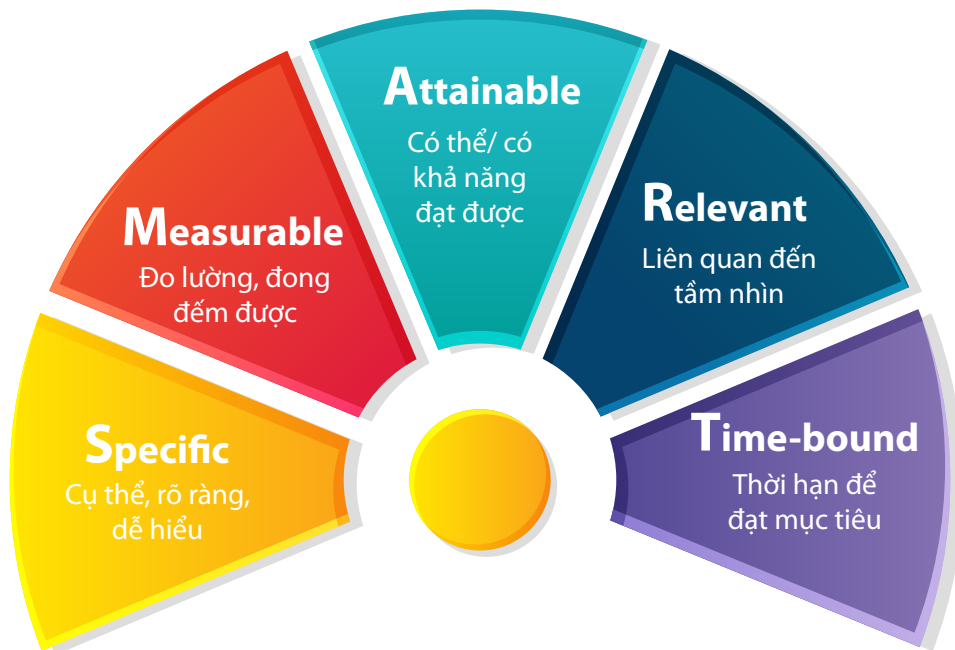 Specific
Cụ thể, rõ ràng,
dễ hiểu
Measurable
Đo lường, đong
đếm được
Attainable
Có thể/ có
khả năng
đạt được
Relevant
Liên quan đến
tầm nhìn
Time-bound
Thời hạn để
đạt mục tiêu